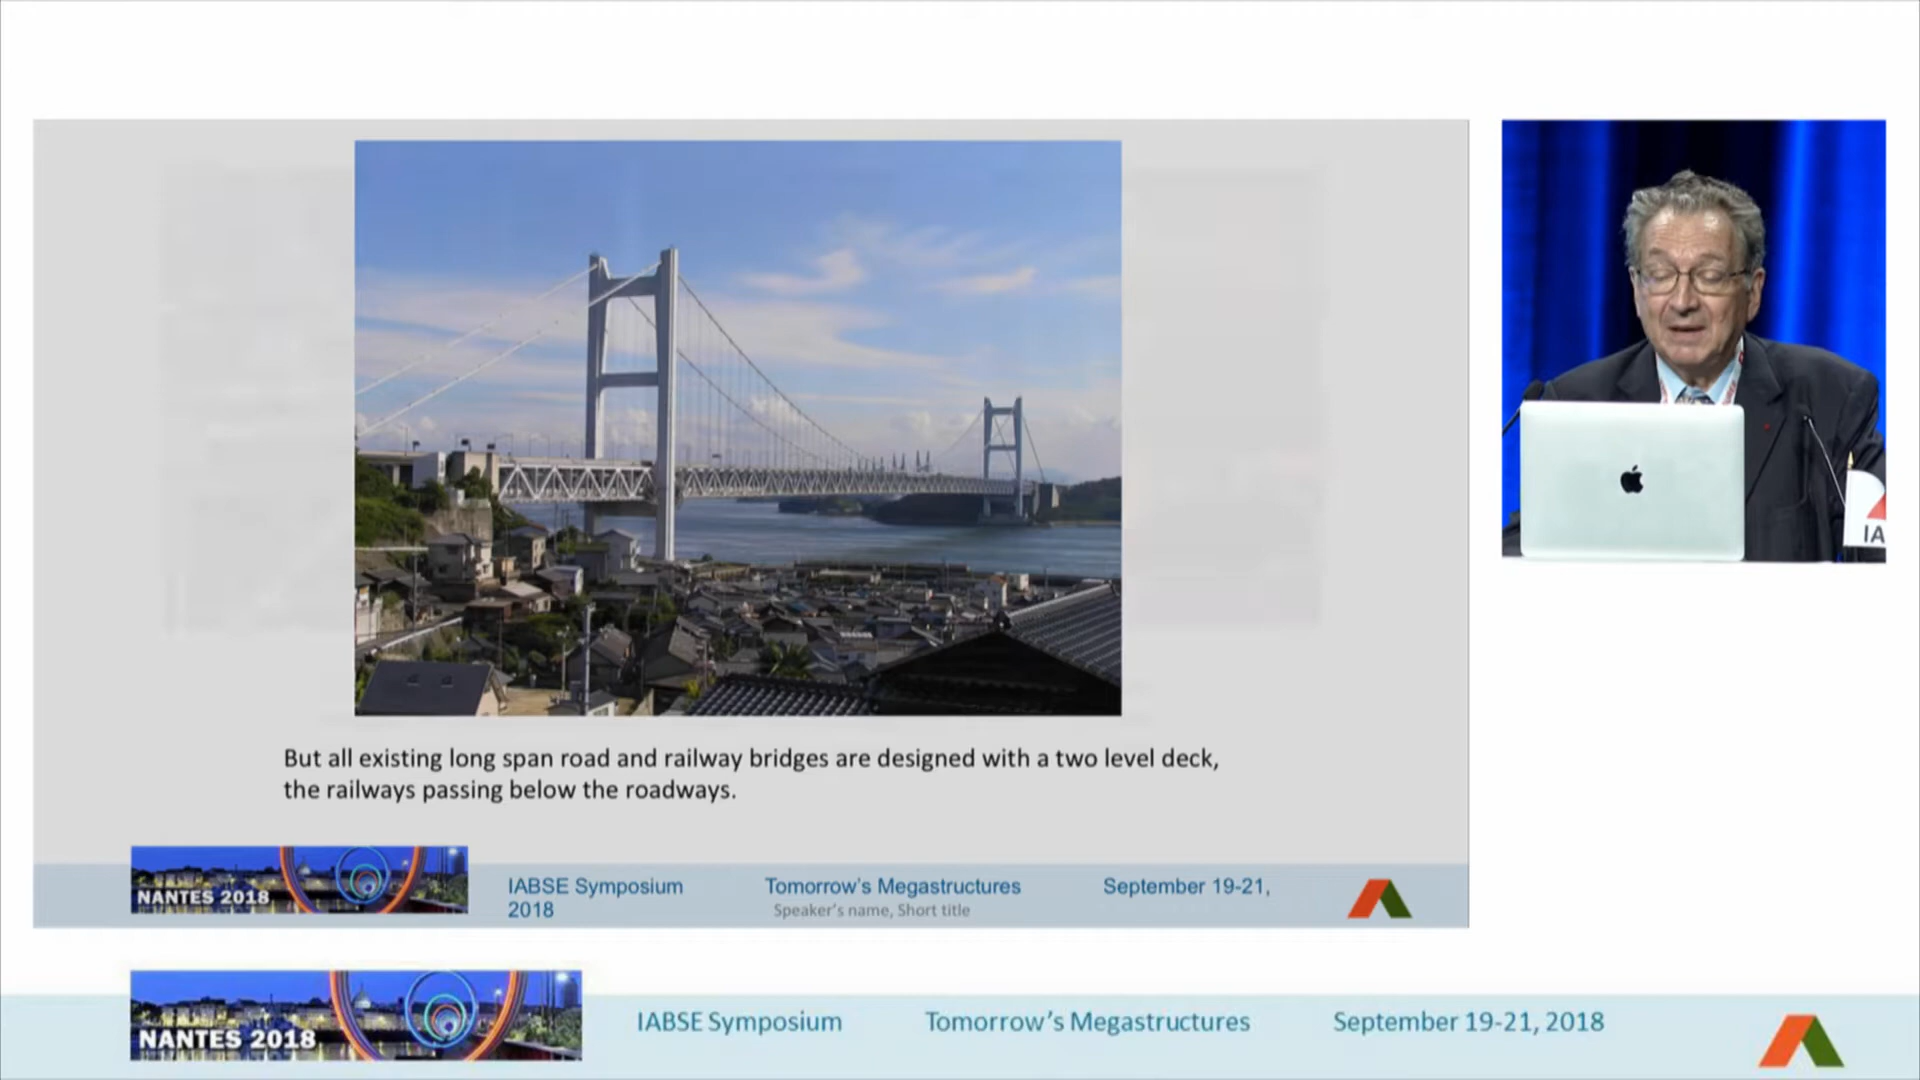 But all existing long span road and railway bridges are designed with a two level deck,
the railways passing below the roadways.
NANTES 2018
IABSE Symposium Tomorrow's Megastructures September 19-21,
2018
Speaker's name, Short title
IA
NANTES 2018
IABSE Symposium Tomorrow's Megastructures September 19-21, 2018